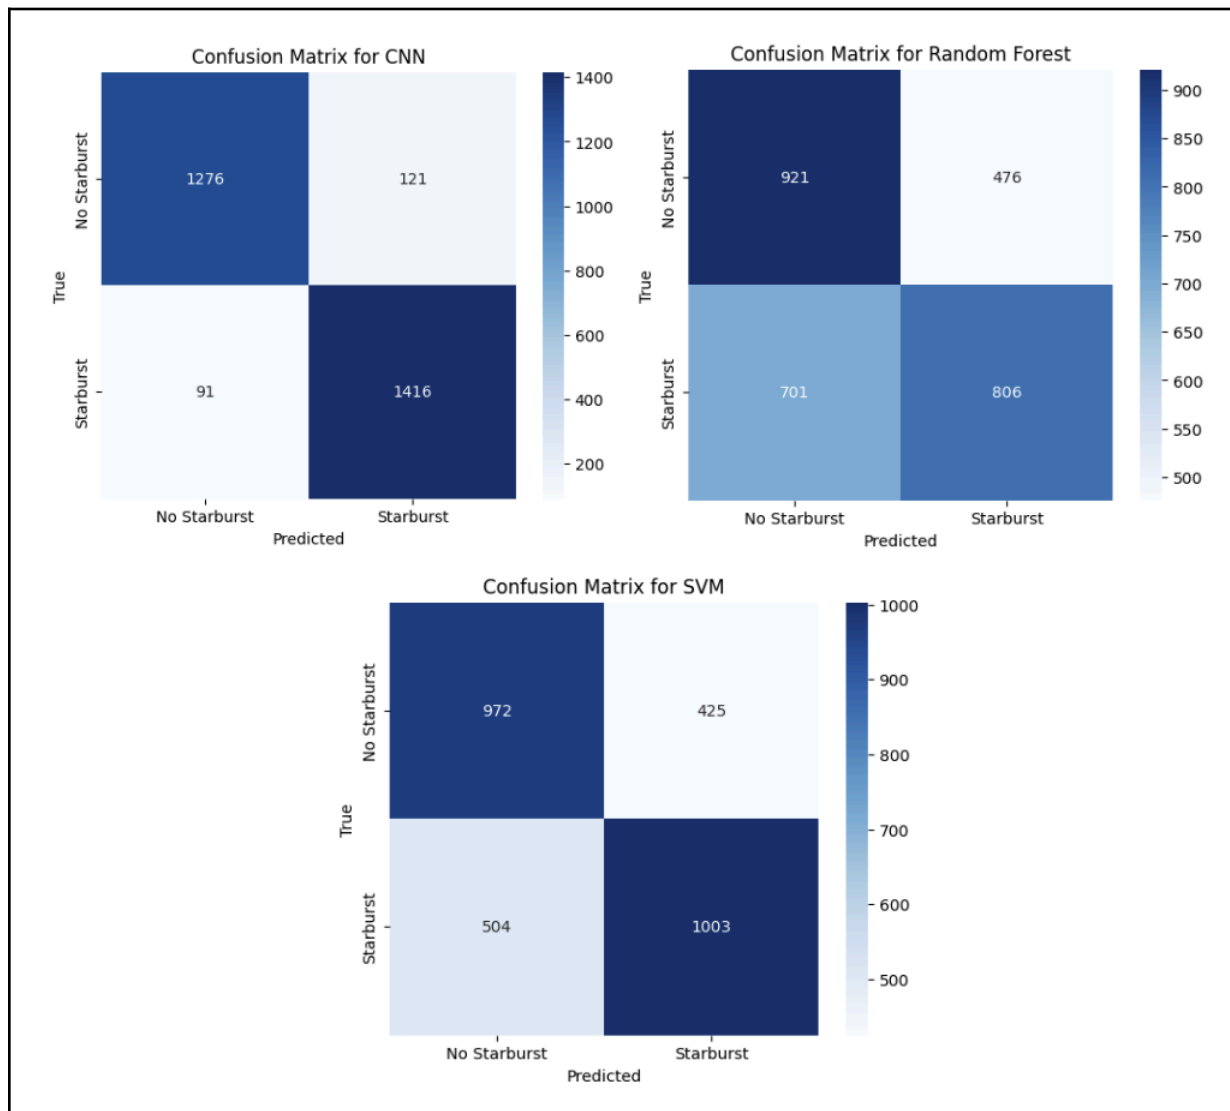 Confusion Matrix for CNN
1400
1200
1000
800
600
400
200
No Starburst
Starburst
True
1276 121
91 1416
No Starburst Starburst
Predicted
Confusion Matrix for Random Forest
900
850
800
750
700
650
600
550
500
No Starburst
Starburst
True
921 476
701 806
No Starburst Starburst
Predicted
Confusion Matrix for SVM
1000
900
800
700
600
500
No Starburst
Starburst
True
972 425
504 1003
No Starburst Starburst
Predicted